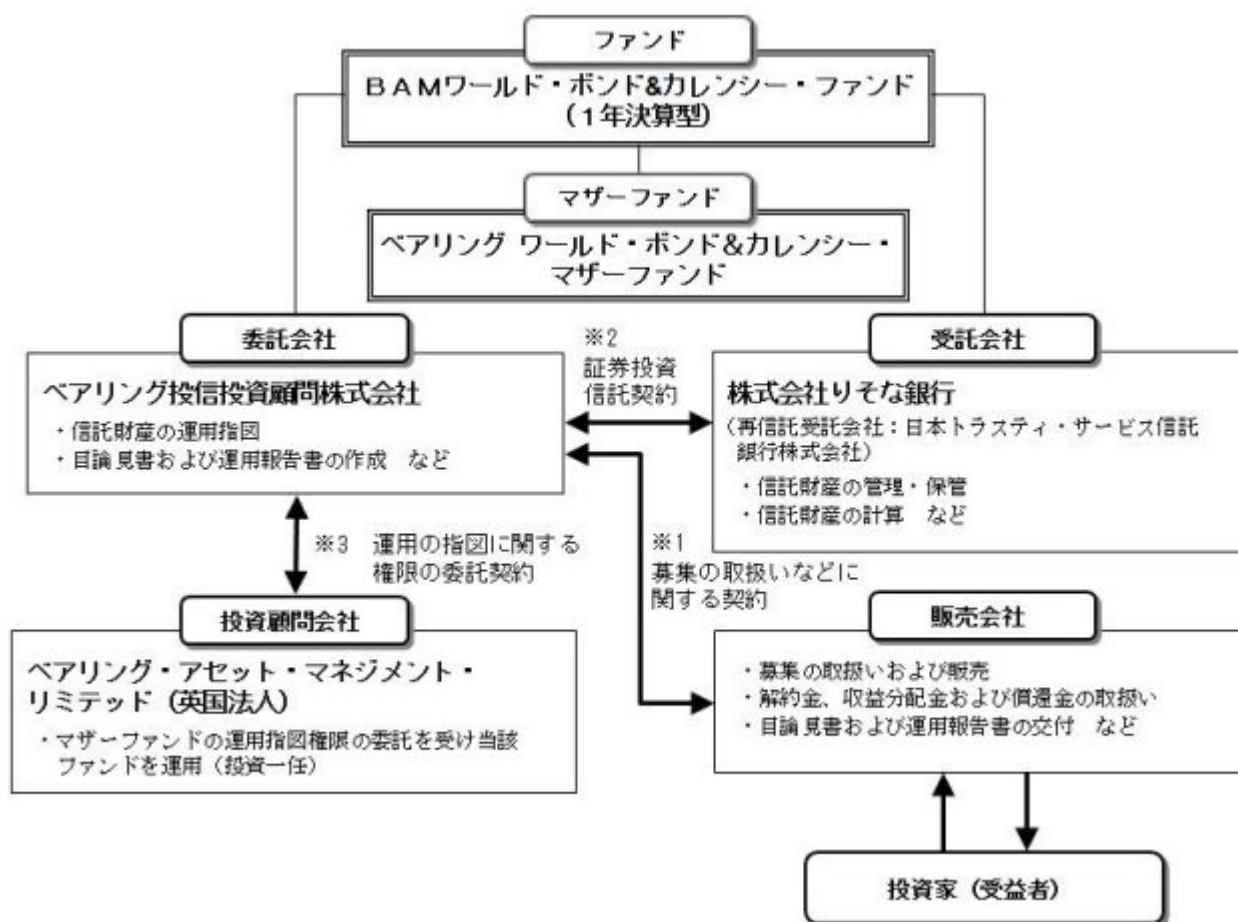 ファンド
BAMワールド・ボンド&カレンシー・ファンド
(1年決算型)
マザーファンド
ベアリング ワールド・ボンド&カレンシー・
マザーファンド
委託会社
ベアリング投信投資顧問株式会社
・信託財産の運用指図
・目論見書および運用報告書の作成 など
※2
証券投資
信託契約
受託会社
株式会社りそな銀行
(再信託受託会社:日本トラスティ・サービス信託
銀行株式会社)
・信託財産の管理・保管
・信託財産の計算 など
※3 運用の指図に関する
権限の委託契約
※1
募集の取扱いなどに
関する契約
投資顧問会社
ベアリング・アセット・マネジメント・
リミテッド(英国法人)
・マザーファンドの運用指図権限の委託を受け当該
ファンドを運用(投資一任)
販売会社
・募集の取扱いおよび販売
・解約金、収益分配金および償還金の取扱い
・目論見書および運用報告書の交付 など
投資家(受益者)